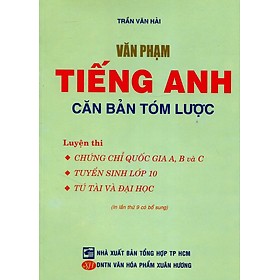 TRẦN VĂN HẢI
VĂN PHẠM
TIẾNG ANH
CĂN BẢN TÓM LƯỢC
Luyện thi
CHỨNG CHỈ QUỐC GIA A, B và C
TUYỂN SINH LỚP 10
TÚ TÀI VÀ ĐẠI HỌC
(In lần thứ 9 có bổ sung)
NHÀ XUẤT BẢN TỔNG HỢP TP HCM
DNTN VĂN HÓA PHẨM XUÂN HƯƠNG